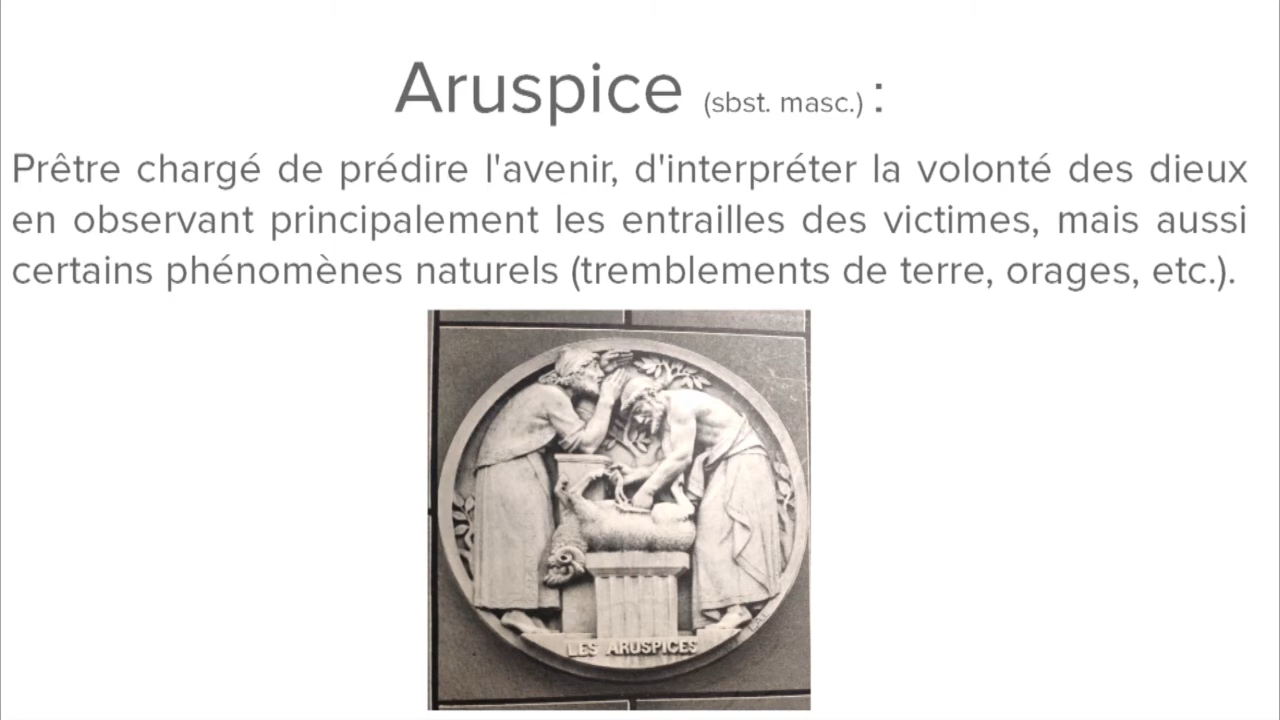 Aruspice (sbst. masc.) :
Prêtre chargé de prédire l'avenir, d'interpréter la volonté des dieux
en observant principalement les entrailles des victimes, mais aussi
certains phénomènes naturels (tremblements de terre, orages, etc.).
LES ARUSPICES